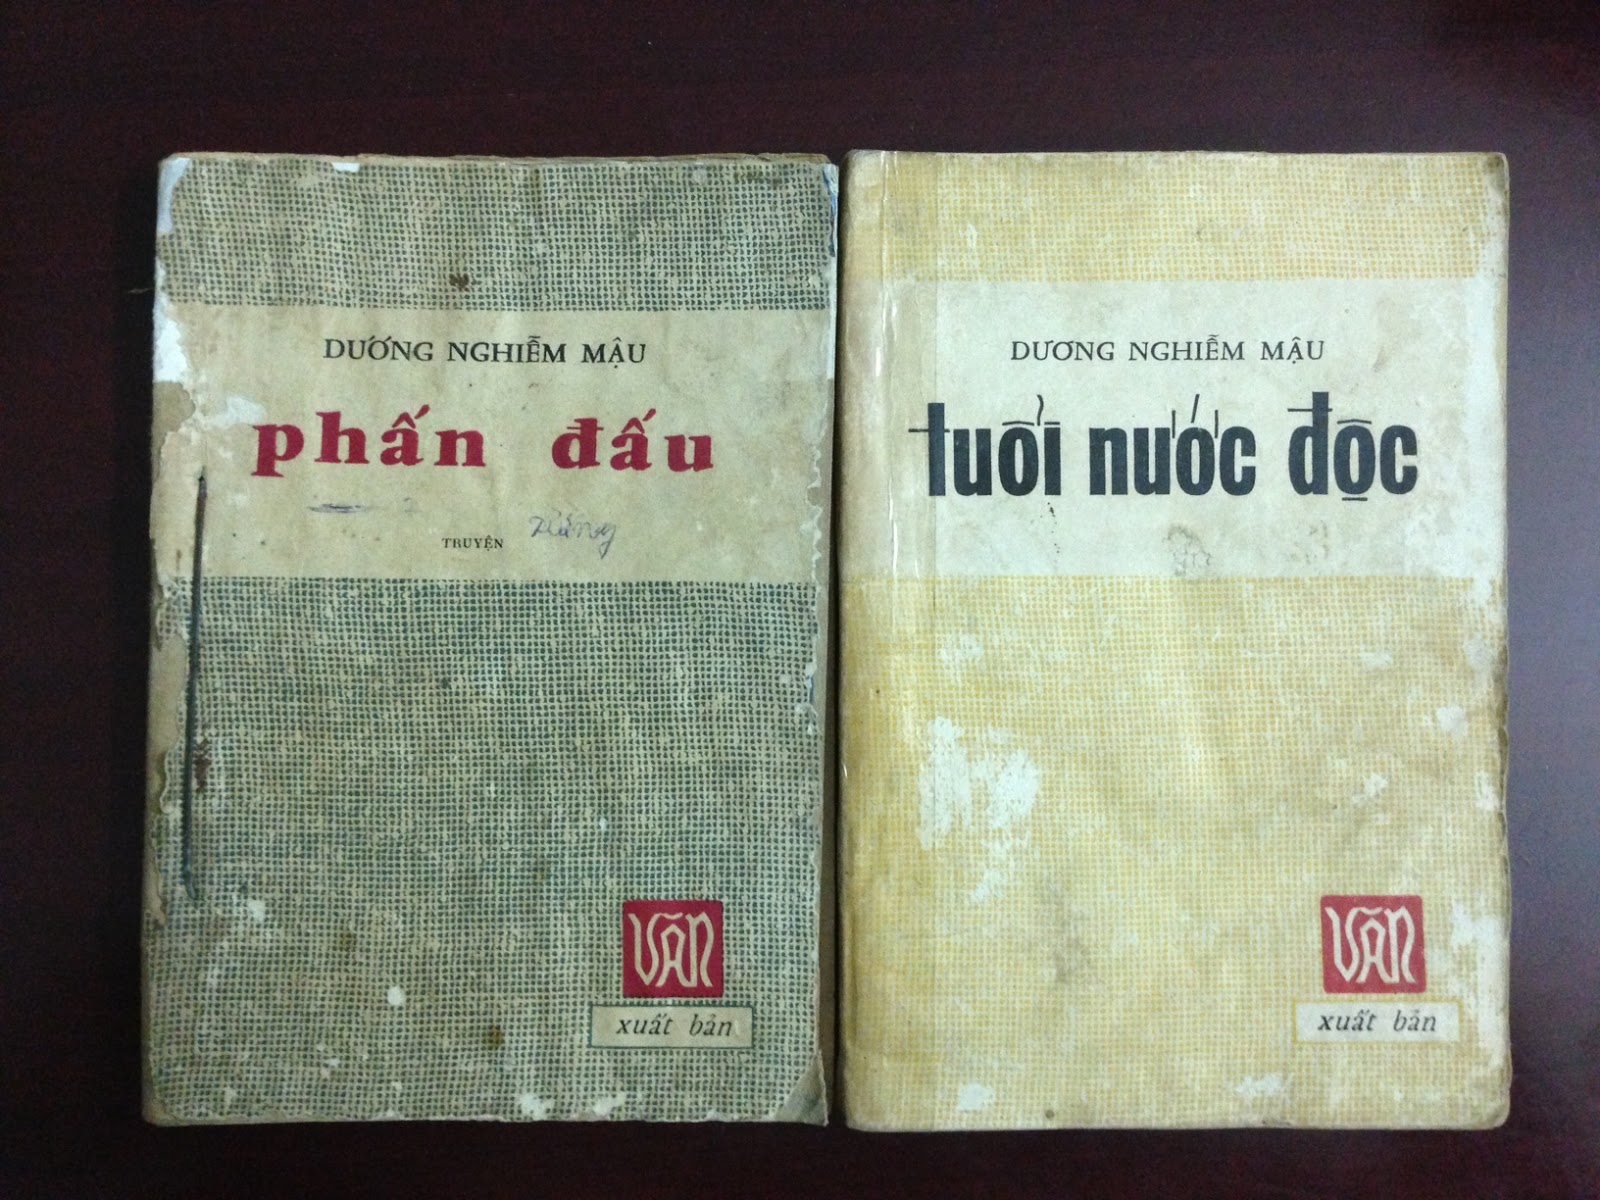 DƯƠNG NGHIỄM MẬU
phấn đấu
TRUYỆN
VĂN
xuất bản
DƯƠNG NGHIỄM MẬU
tuổi nước độc
VĂN
xuất bản